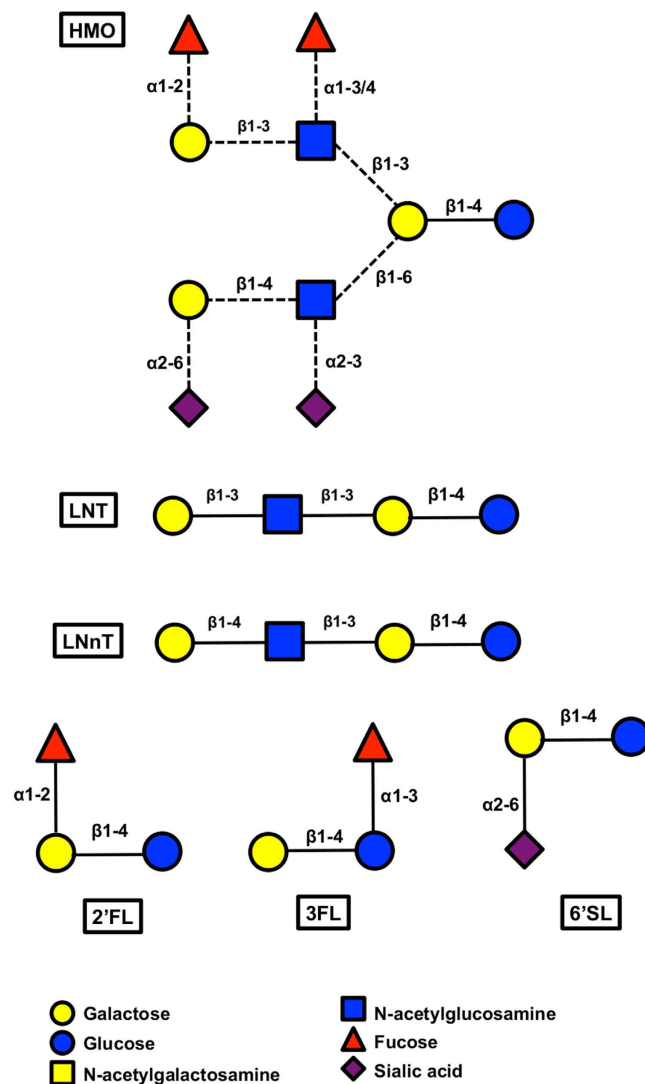 HMO
α1-2
α1-3/4
β1-3
β1-3
β1-4
β1-6
β1-4
α2-6
α2-3
LNT
β1-3
β1-3
β1-4
LNnT
β1-4
β1-3
β1-4
α1-2
β1-4
2’FL
α1-3
β1-4
3FL
β1-4
α2-6
6’SL
Galactose
Glucose
N-acetylgalactosamine
N-acetylglucosamine
Fucose
Sialic acid